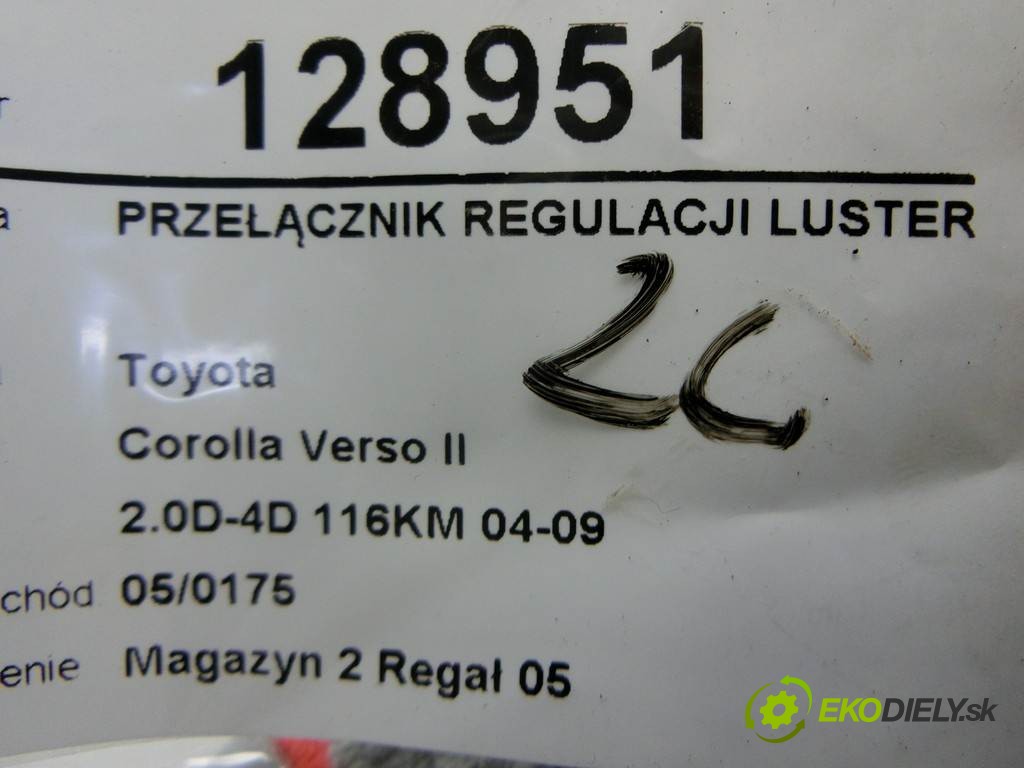 r 128951
a PRZEŁĄCZNIK REGULACJI LUSTER
Toyota
Corolla Verso II
2.0D-4D 116KM 04-09
chód 05/0175
enie Magazyn 2 Regał 05
EKODIELY.sk